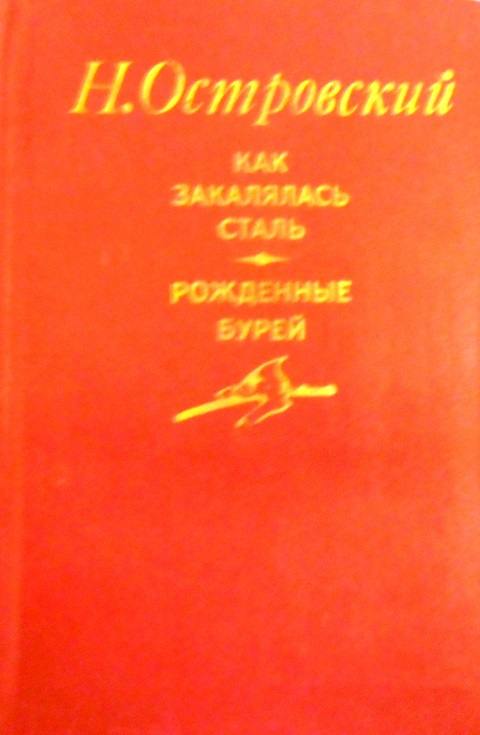 Н.Островский
КАК
ЗАКАЛЯЛАСЬ
СТАЛЬ
РОЖДЕННЫЕ
БУРЕЙ